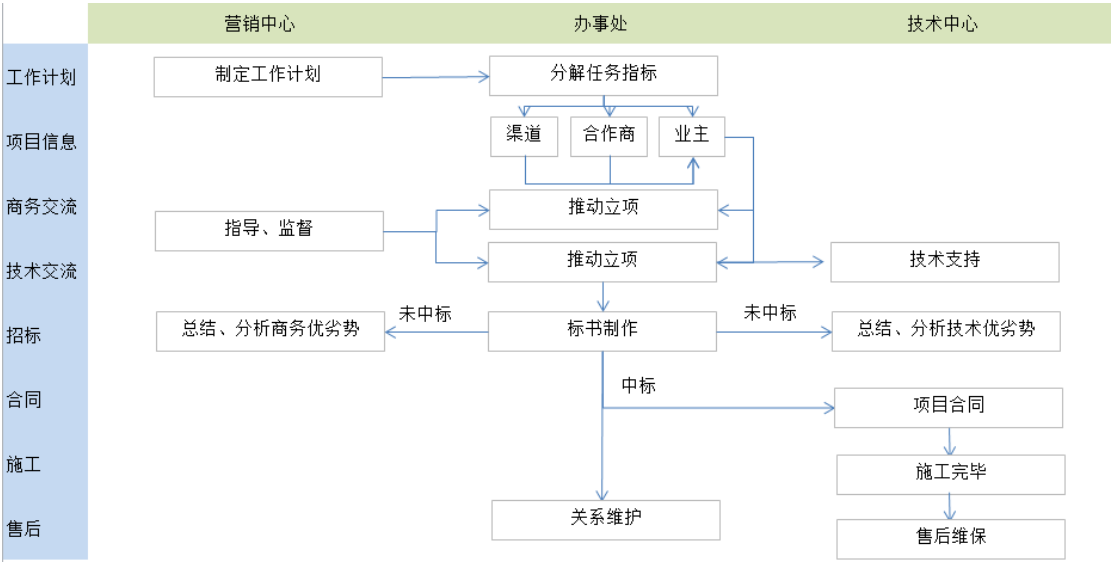 营销中心
办事处
技术中心
工作计划
制定工作计划
分解任务指标
项目信息
渠道
合作商
业主
商务交流
指导、监督
推动立项
技术交流
推动立项
技术支持
招标
总结、分析商务优劣势
未中标
标书制作
未中标
总结、分析技术优劣势
合同
中标
项目合同
施工
施工完毕
售后
关系维护
售后维保